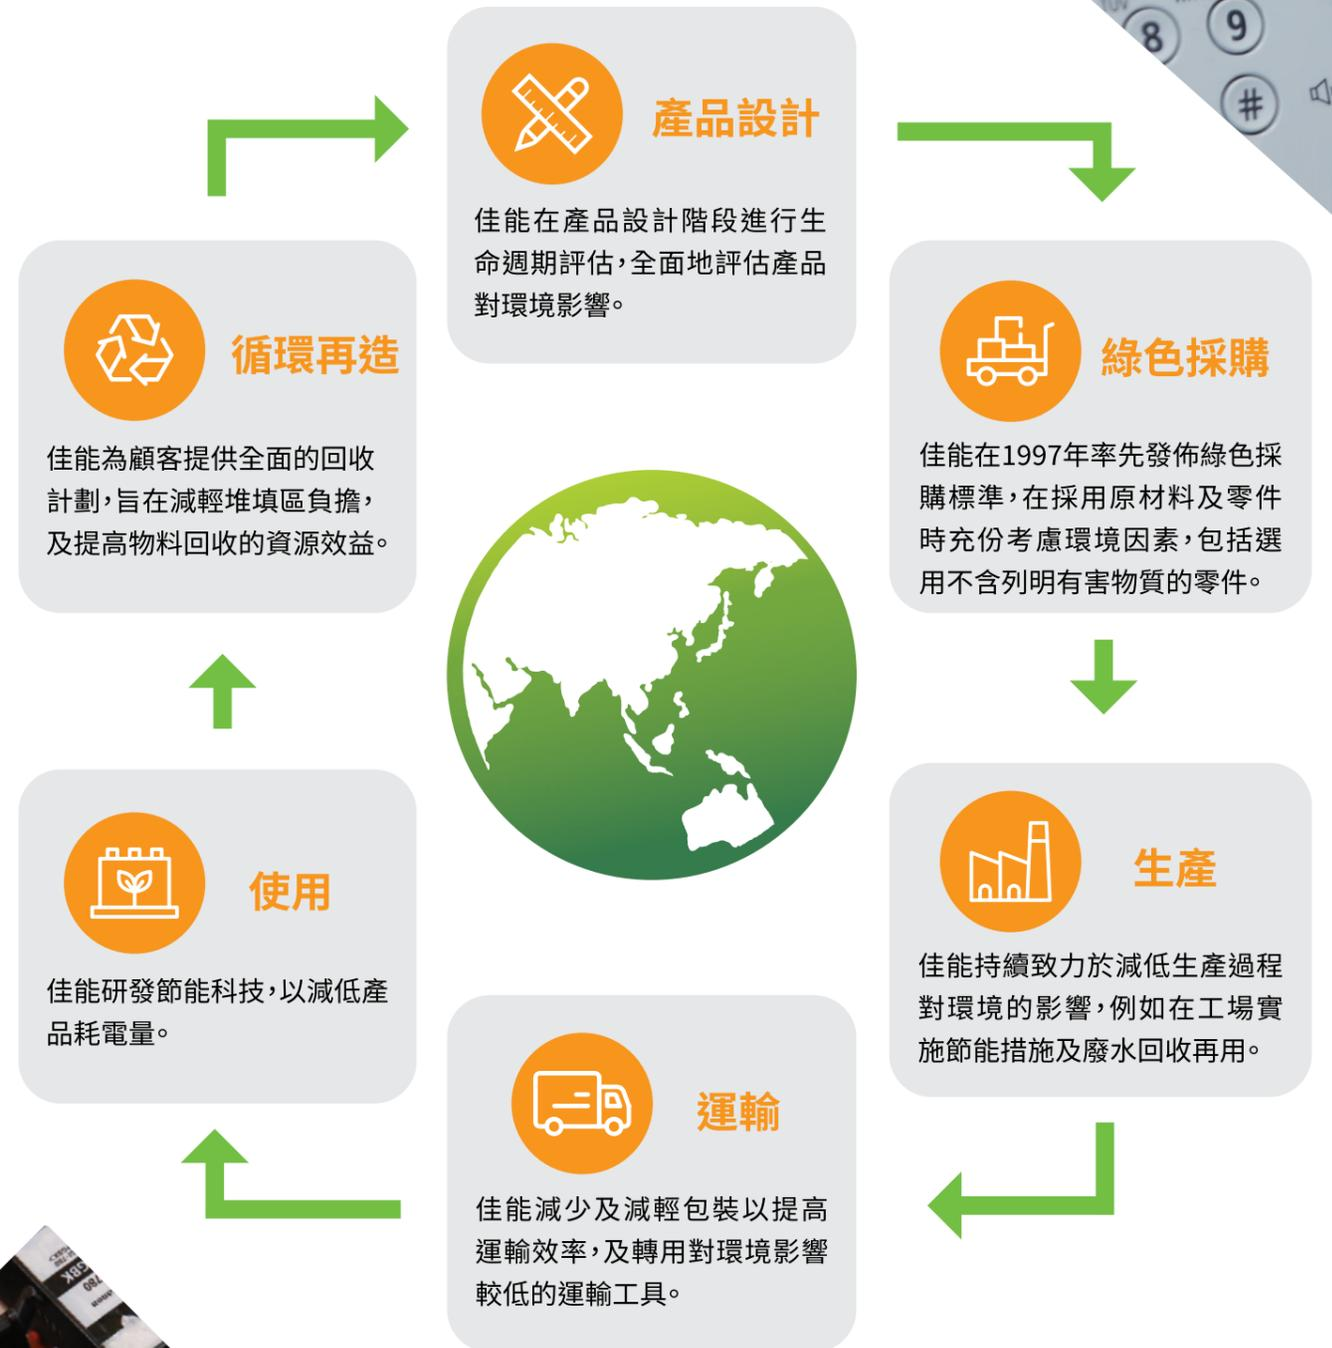 產品設計
佳能在產品設計階段進行生
命週期評估，全面地評估產品
對環境影響。
綠色採購
佳能在1997年率先發佈綠色採
購標準，在採用原材料及零件
時充份考慮環境因素，包括選
用不含列明有害物質的零件。
生產
佳能持續致力於減低生產過程
對環境的影響，例如在工場實
施節能措施及廢水回收再用。
運輸
佳能減少及減輕包裝以提高
運輸效率，及轉用對環境影響
較低的運輸工具。
使用
佳能研發節能科技，以減低產
品耗電量。
循環再造
佳能為顧客提供全面的回收
計劃，旨在減輕堆填區負擔，
及提高物料回收的資源效益。
8
9
#
780